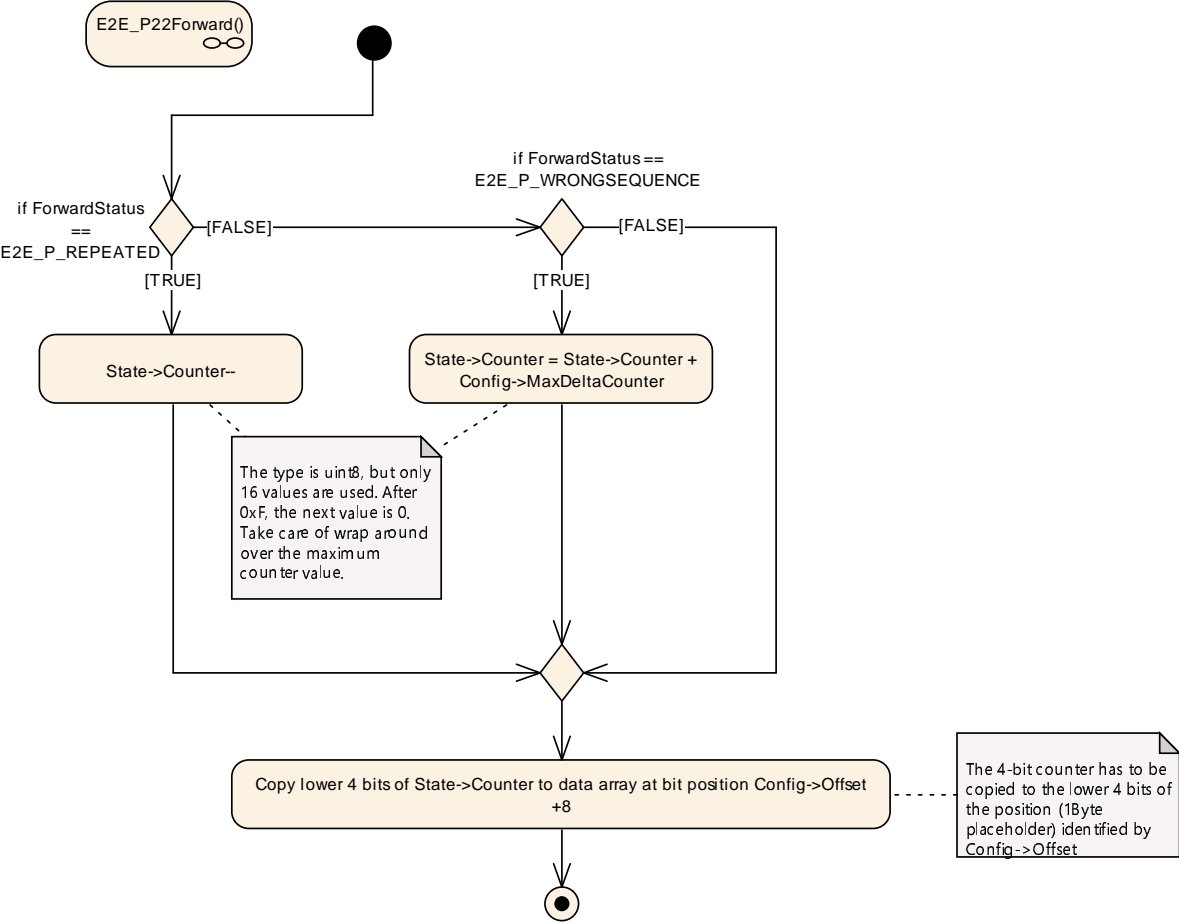 E2E_P22Forward()
if ForwardStatus ==
E2E_P_WRONGSEQUENCE
if ForwardStatus
==
E2E_P_REPEATED
[FALSE]
[FALSE]
[TRUE]
[TRUE]
State->Counter--
State->Counter = State->Counter +
Config->MaxDeltaCounter
The type is uint8, but only
16 values are used. After
0xF, the next value is 0.
Take care of wrap around
over the maximum
counter value.
Copy lower 4 bits of State->Counter to data array at bit position Config->Offset
+8
The 4-bit counter has to be
copied to the lower 4 bits of
the position (1Byte
placeholder) identified by
Config->Offset